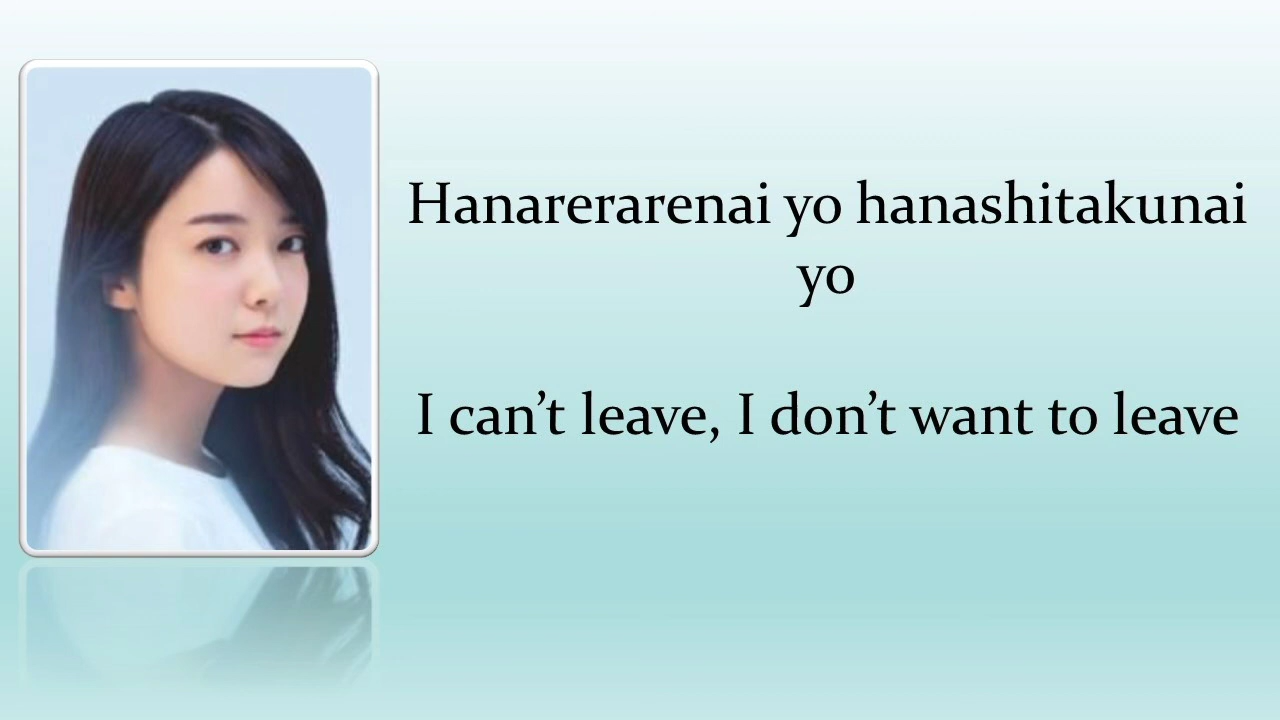 Hanarerarenai yo hanashitakunai
yo
I can’t leave, I don’t want to leave